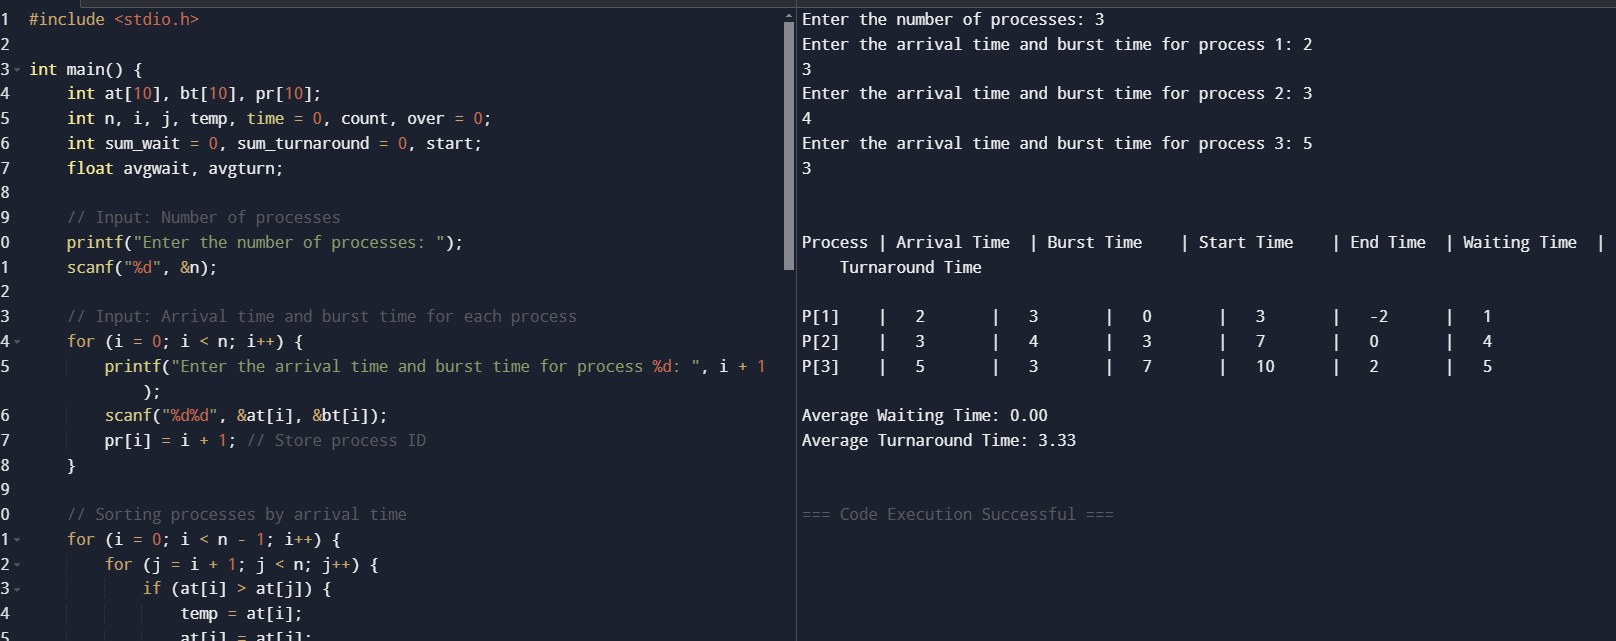 1 #include <stdio.h>
2
3 int main() {
4     int at[10], bt[10], pr[10];
5     int n, i, j, temp, time = 0, count, over = 0;
6     int sum_wait = 0, sum_turnaround = 0, start;
7     float avgwait, avgturn;
8
9     // Input: Number of processes
0     printf("Enter the number of processes: ");
1     scanf("%d", &n);
2
3     // Input: Arrival time and burst time for each process
4     for (i = 0; i < n; i++) {
5         printf("Enter the arrival time and burst time for process %d: ", i + 1
            );
6         scanf("%d%d", &at[i], &bt[i]);
7         pr[i] = i + 1; // Store process ID
8     }
9
0     // Sorting processes by arrival time
1     for (i = 0; i < n - 1; i++) {
2         for (j = i + 1; j < n; j++) {
3             if (at[i] > at[j]) {
4                 temp = at[i];
5                 at[i] = at[j];
Enter the number of processes: 3
Enter the arrival time and burst time for process 1: 2
3
Enter the arrival time and burst time for process 2: 3
4
Enter the arrival time and burst time for process 3: 5
3
Process | Arrival Time  | Burst Time    | Start Time    | End Time  | Waiting Time  |
    Turnaround Time
P[1]    |   2       |   3       |   0       |   3       |   -2      |   1
P[2]    |   3       |   4       |   3       |   7       |   0       |   4
P[3]    |   5       |   3       |   7       |   10      |   2       |   5
Average Waiting Time: 0.00
Average Turnaround Time: 3.33
=== Code Execution Successful ===